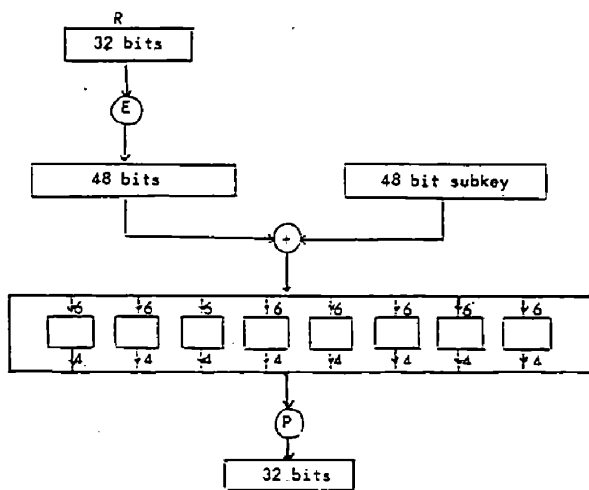 R
32 bits
E
48 bits
48 bit subkey
+
6 6 6 6 6 6 6 6
4 4 4 4 4 4 4 4
P
32 bits